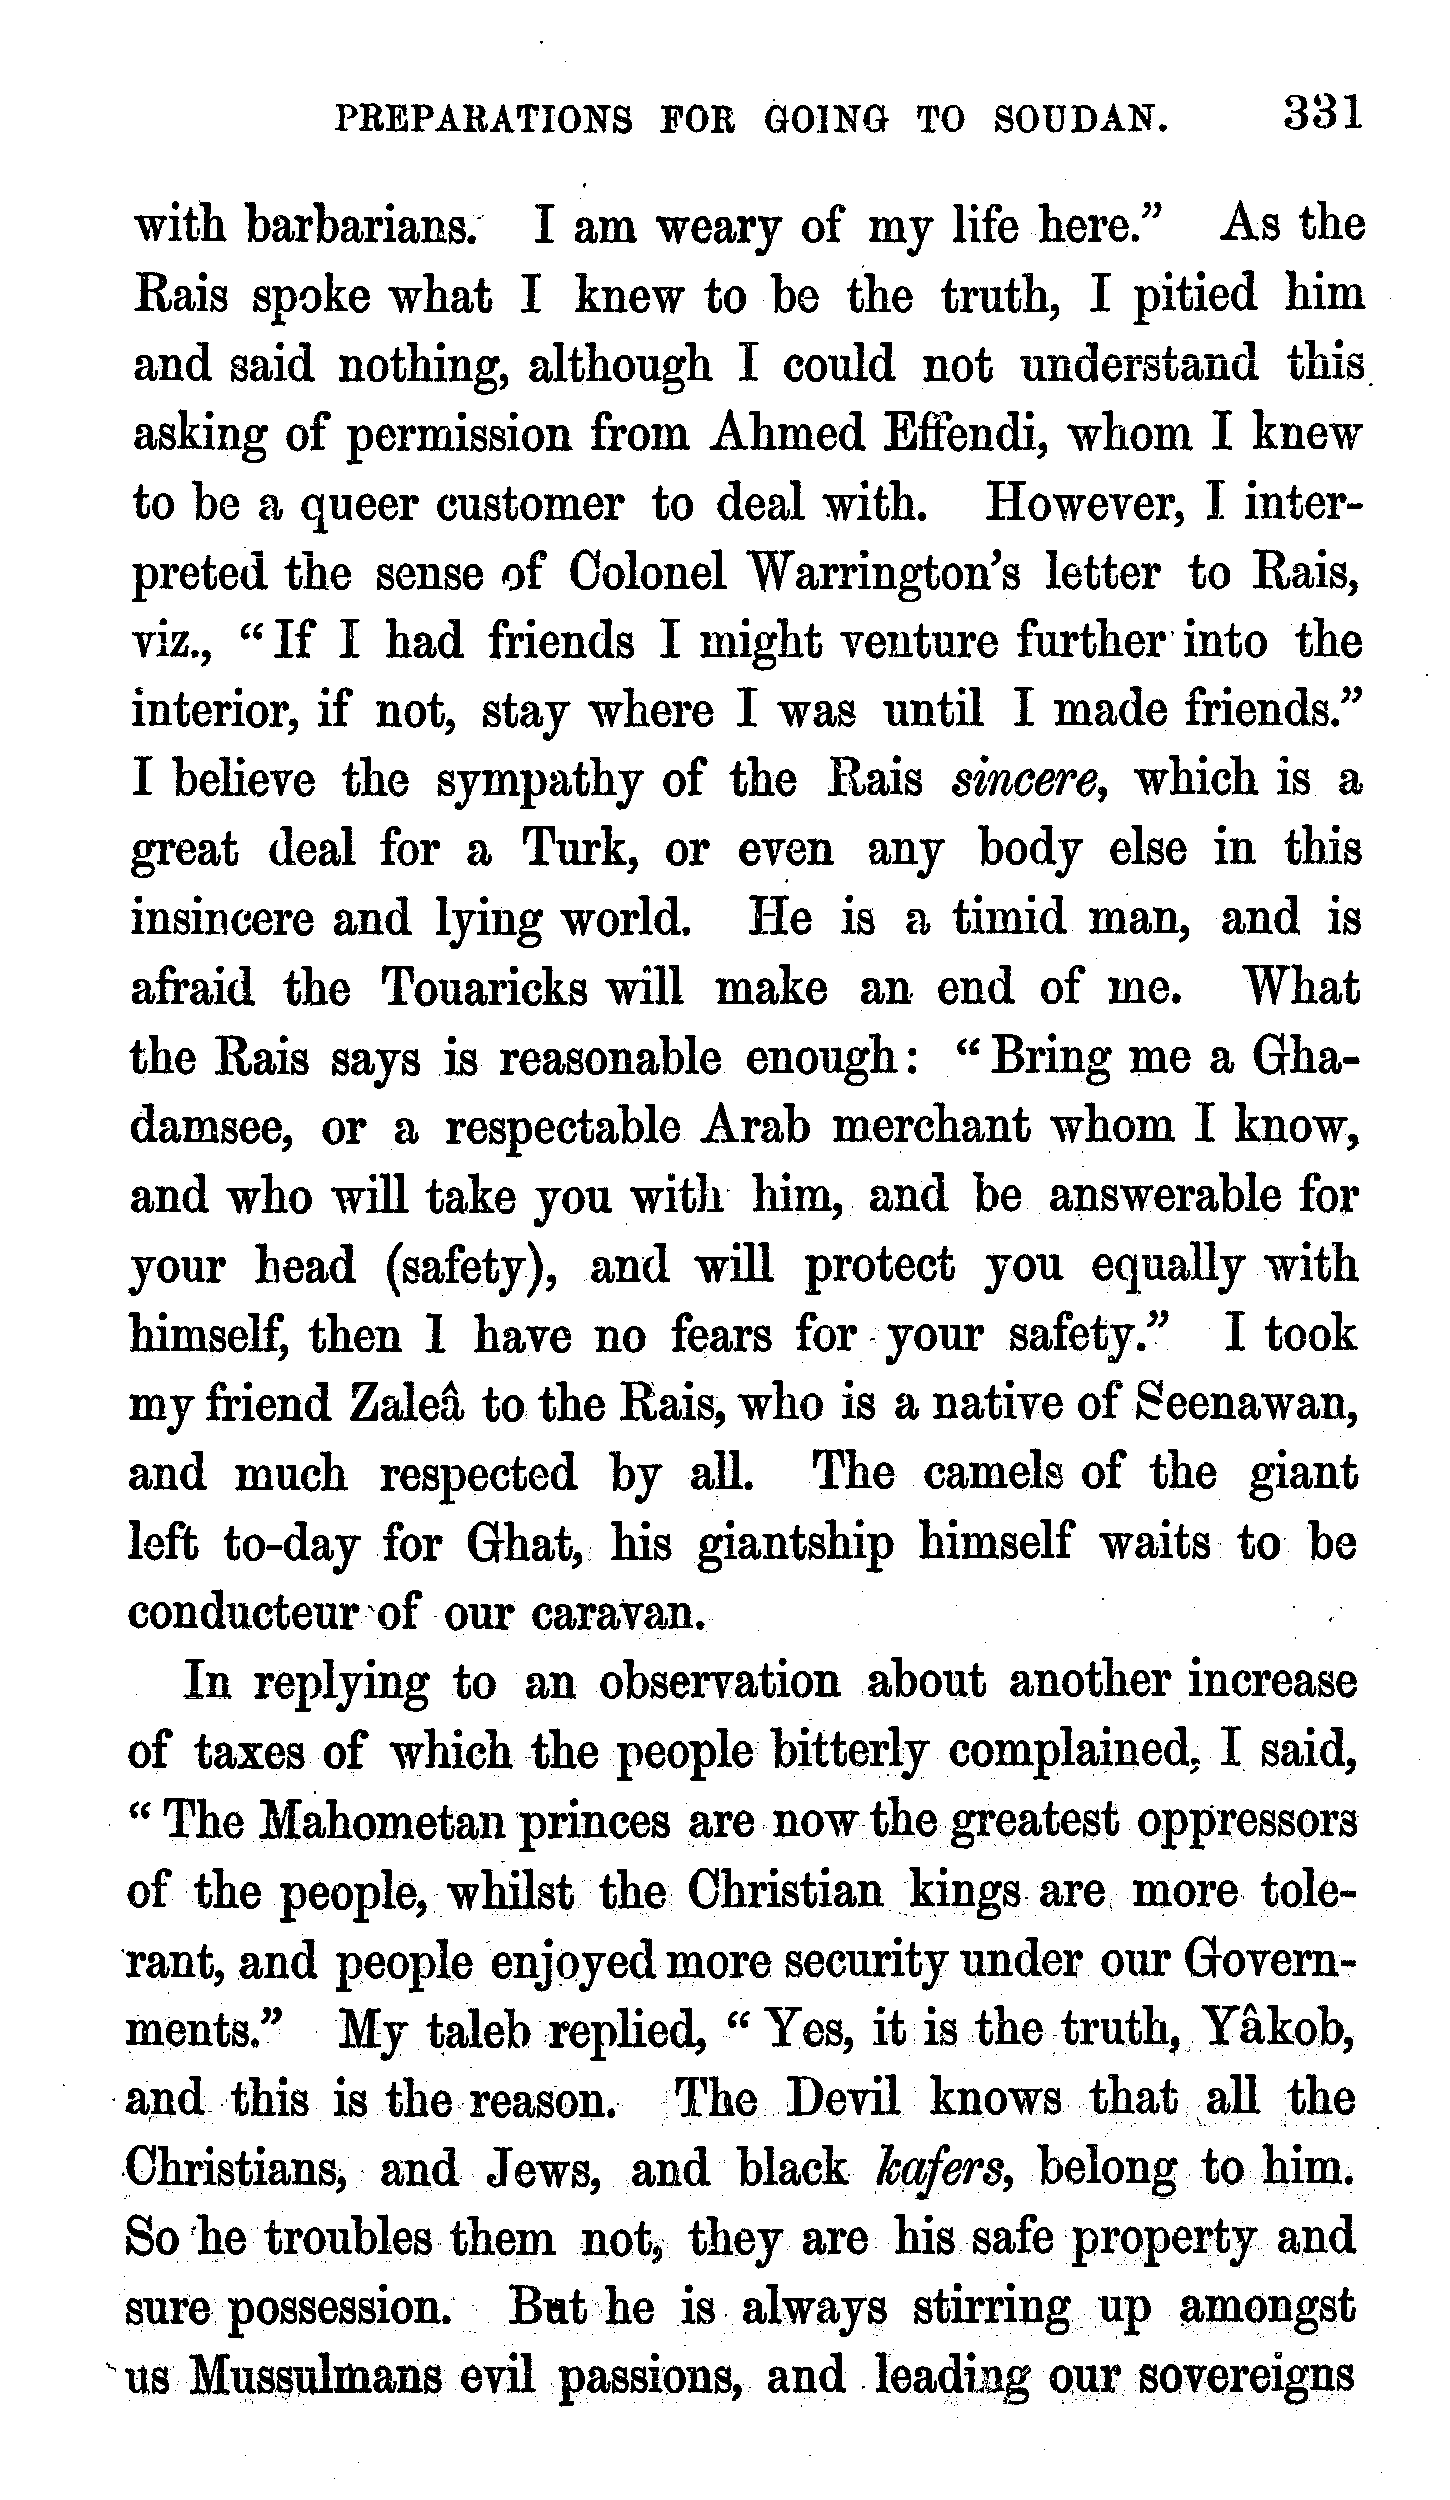 PREPARATIONS FOR GOING TO SOUDAN. 331
with barbarians. I am weary of my life here.” As the
Rais spoke what I knew to be the truth, I pitied him
and said nothing, although I could not understand this
asking of permission from Ahmed Effendi, whom I knew
to be a queer customer to deal with. However, I inter-
preted the sense of Colonel Warrington’s letter to Rais,
viz., “If I had friends I might venture further into the
interior, if not, stay where I was until I made friends.”
I believe the sympathy of the Rais sincere, which is a
great deal for a Turk, or even any body else in this
insincere and lying world. He is a timid man, and is
afraid the Touaricks will make an end of me. What
the Rais says is reasonable enough: “Bring me a Gha-
damsee, or a respectable Arab merchant whom I know,
and who will take you with him, and be answerable for
your head (safety), and will protect you equally with
himself, then I have no fears for your safety.” I took
my friend Zaleâ to the Rais, who is a native of Seenawan,
and much respected by all. The camels of the giant
left to-day for Ghat, his giantship himself waits to be
conducteur of our caravan.
In replying to an observation about another increase
of taxes of which the people bitterly complained, I said,
“The Mahometan princes are now the greatest oppressors
of the people, whilst the Christian kings are more tole-
rant, and people enjoyed more security under our Govern-
ments.” My taleb replied, “Yes, it is the truth, Yâkob,
and this is the reason. The Devil knows that all the
Christians, and Jews, and black kafers, belong to him.
So he troubles them not, they are his safe property and
sure possession. But he is always stirring up amongst
us Mussulmans evil passions, and leading our sovereigns